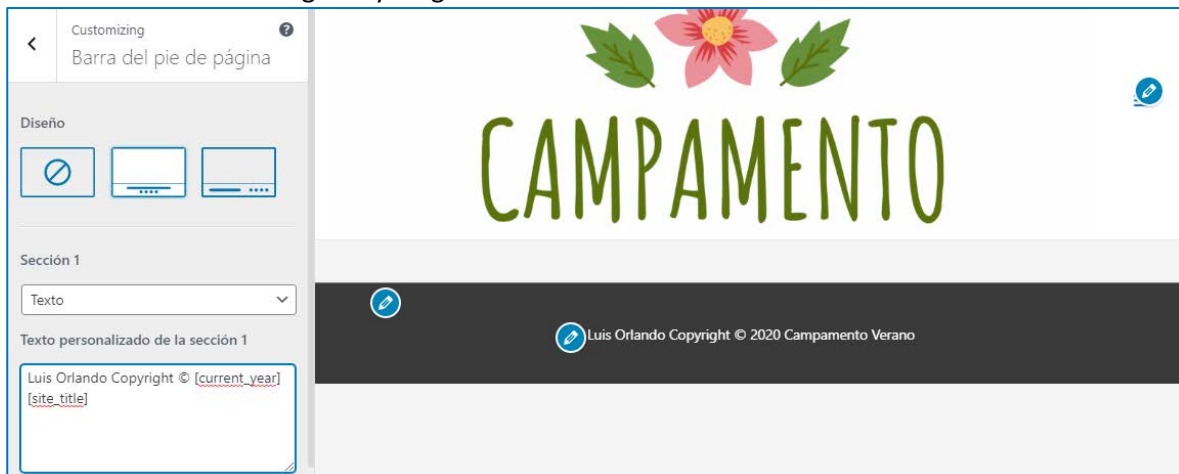 Customizing
Barra del pie de página
Diseño
Sección 1
Texto
Texto personalizado de la sección 1
Luis Orlando Copyright © [current_year]
[site_title]
CAMPAMENTO
Luis Orlando Copyright © 2020 Campamento Verano